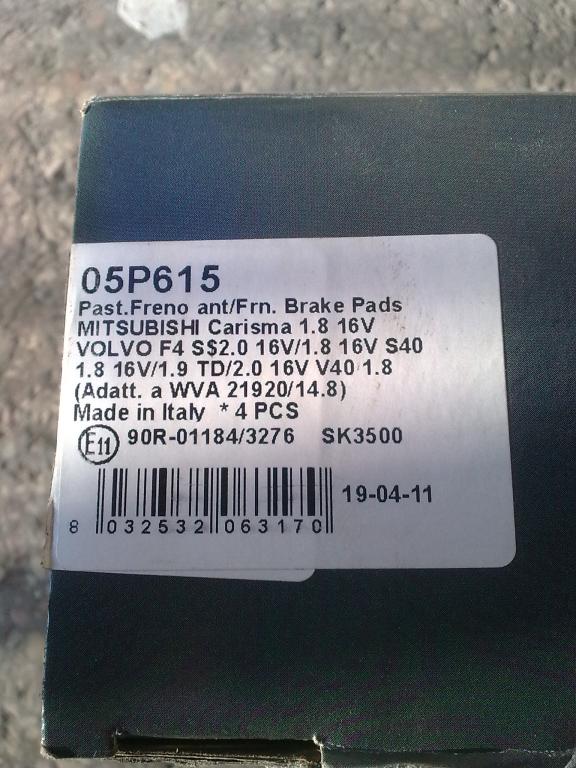 05P615
Past.Freno ant/Frn. Brake Pads
MITSUBISHI Carisma 1.8 16V
VOLVO F4 S$2.0 16V/1.8 16V S40
1.8 16V/1.9 TD/2.0 16V V40 1.8
(Adatt. a WVA 21920/14.8)
Made in Italy * 4 PCS
E11 90R-01184/3276 SK3500
19-04-11
8 032532 063170